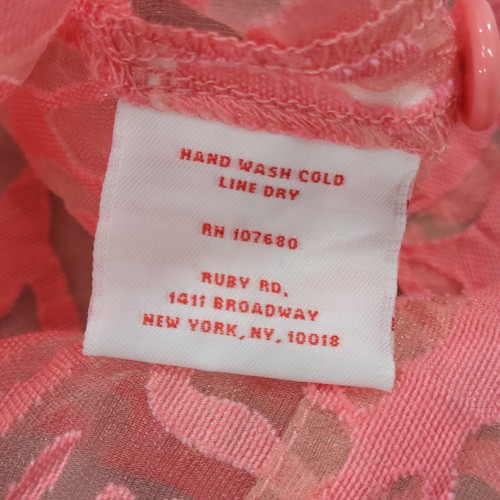 HAND WASH COLD
LINE DRY
RN 107680
RUBY RD.
1411 BROADWAY
NEW YORK, NY, 10018